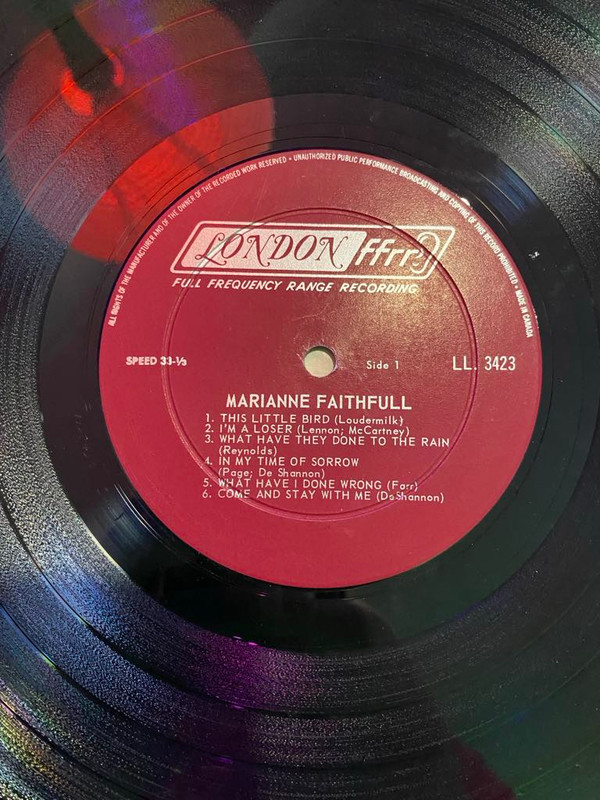 ALL RIGHTS OF THE MANUFACTURER AND OF THE OWNER OF THE RECORDED WORK RESERVED • UNAUTHORIZED PUBLIC PERFORMANCE BROADCASTING AND COPYING OF THIS RECORD PROHIBITED • MADE IN CANADA
LONDON ffrr
FULL FREQUENCY RANGE RECORDING
SPEED 33-⅓ Side 1 LL. 3423
MARIANNE FAITHFULL
1. THIS LITTLE BIRD (Loudermilk)
2. I'M A LOSER (Lennon; McCartney)
3. WHAT HAVE THEY DONE TO THE RAIN
(Reynolds)
4. IN MY TIME OF SORROW
(Page; De Shannon)
5. WHAT HAVE I DONE WRONG (Farr)
6. COME AND STAY WITH ME (DeShannon)